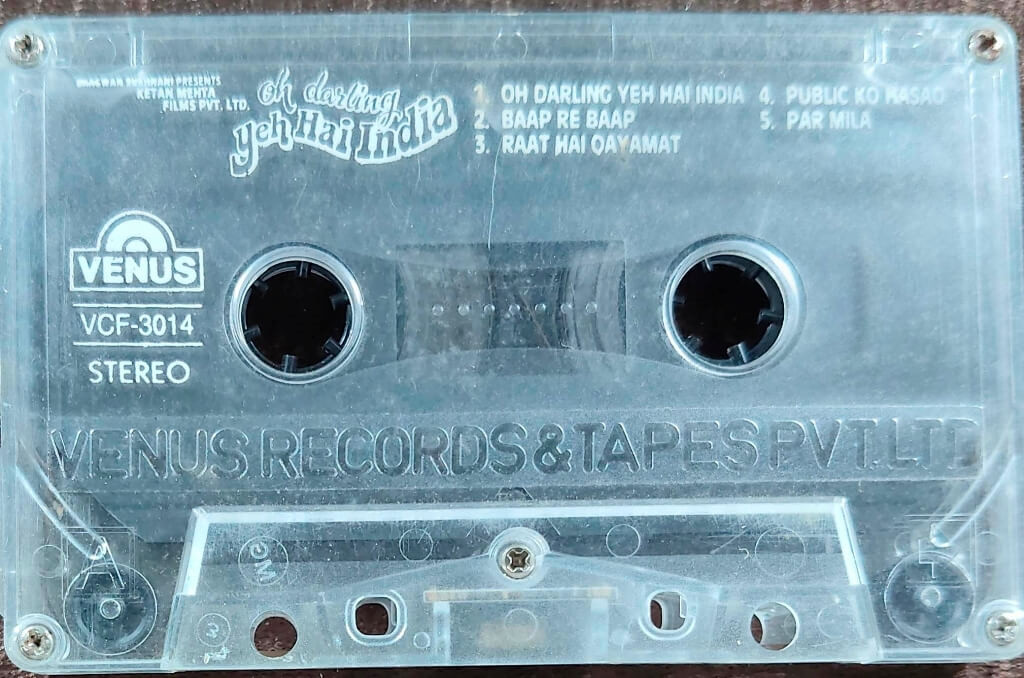 PRESENTS
KETAN MEHTA
FILMS PVT. LTD.
oh darling
Yeh Hai India
1. OH DARLING YEH HAI INDIA
2. BAAP RE BAAP
3. RAAT HAI QAYAMAT
4. PUBLIC KO HASAO
5. PAR MILA
VENUS
VCF-3014
STEREO
VENUS RECORDS & TAPES PVT. LTD
A